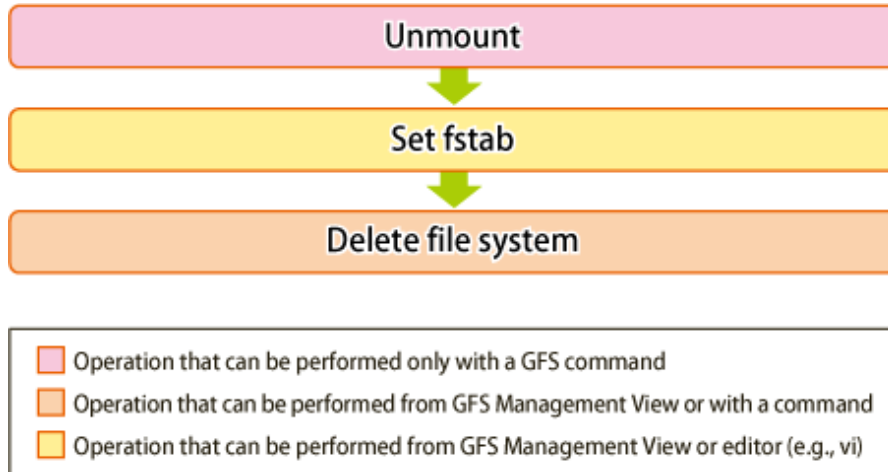 Unmount
Set fstab
Delete file system
Operation that can be performed only with a GFS command
Operation that can be performed from GFS Management View or with a command
Operation that can be performed from GFS Management View or editor (e.g., vi)